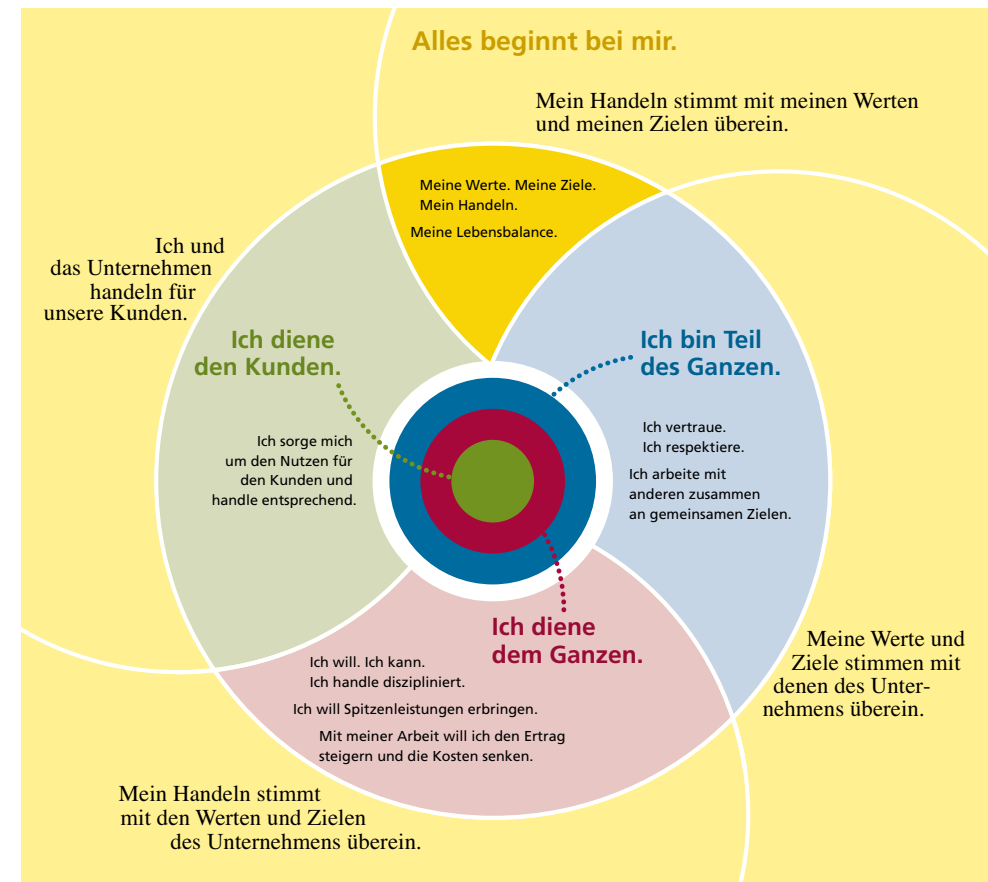 Alles beginnt bei mir.
Mein Handeln stimmt mit meinen Werten
und meinen Zielen überein.
Meine Werte. Meine Ziele.
Mein Handeln.
Meine Lebensbalance.
Ich bin Teil
des Ganzen.
Ich vertraue.
Ich respektiere.
Ich arbeite mit
anderen zusammen
an gemeinsamen Zielen.
Meine Werte und
Ziele stimmen mit
denen des Unter-
nehmens überein.
Ich diene
dem Ganzen.
Ich will. Ich kann.
Ich handle diszipliniert.
Ich will Spitzenleistungen erbringen.
Mit meiner Arbeit will ich den Ertrag
steigern und die Kosten senken.
Mein Handeln stimmt
mit den Werten und Zielen
des Unternehmens überein.
Ich und
das Unternehmen
handeln für
unsere Kunden.
Ich diene
den Kunden.
Ich sorge mich
um den Nutzen für
den Kunden und
handle entsprechend.